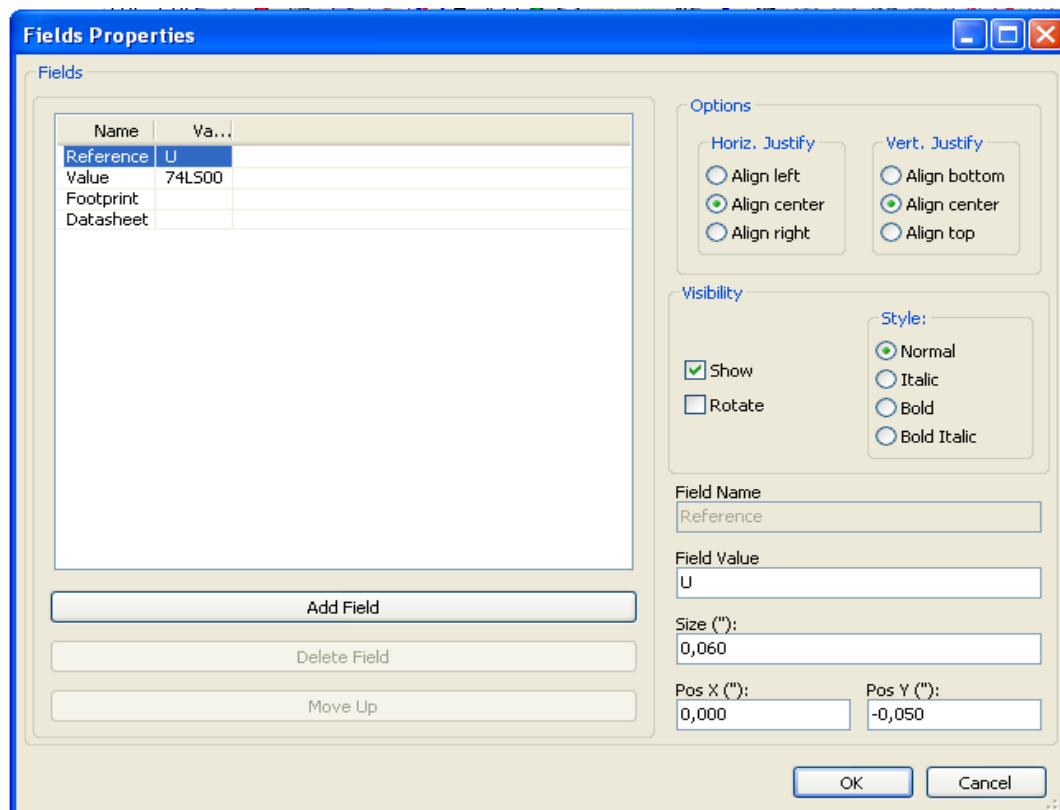 Fields Properties
Fields
Name Va...
Reference U
Value 74LS00
Footprint
Datasheet
Add Field
Delete Field
Move Up
Options
Horiz. Justify
Align left
Align center
Align right
Vert. Justify
Align bottom
Align center
Align top
Visibility
Show
Rotate
Style:
Normal
Italic
Bold
Bold Italic
Field Name
Reference
Field Value
U
Size ("):
0,060
Pos X ("):
0,000
Pos Y ("):
-0,050
OK
Cancel